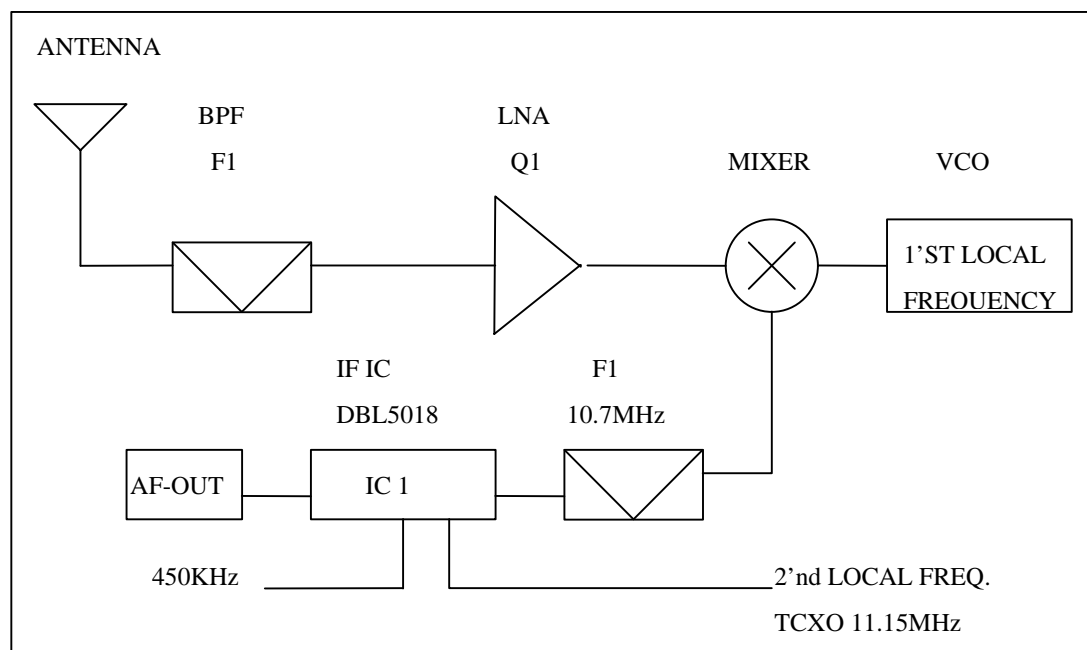 ANTENNA
BPF
F1
LNA
Q1
MIXER
VCO
1’ST LOCAL
FREOUENCY
IF IC
DBL5018
F1
10.7MHz
AF-OUT
IC 1
450KHz
2’nd LOCAL FREQ.
TCXO 11.15MHz